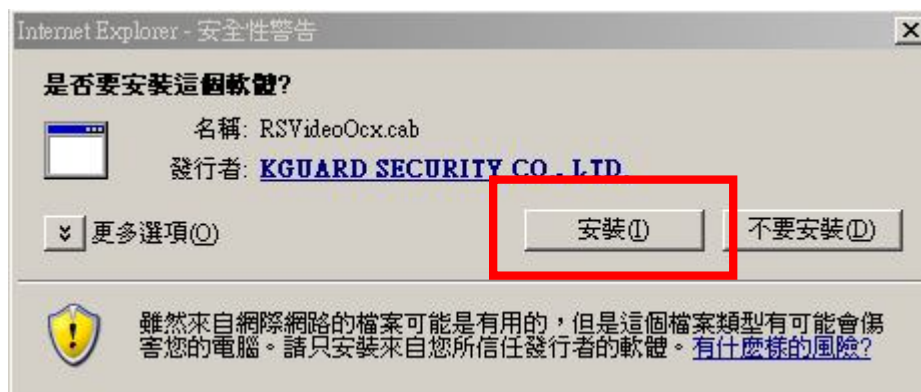 Internet Explorer - 安全性警告
是否要安裝這個軟體?
名稱: RSVideoOcx.cab
發行者: KGUARD SECURITY CO., LTD.
更多選項(O)
安裝(I)
不要安裝(D)
雖然來自網際網路的檔案可能是有用的，但是這個檔案類型有可能會傷
害您的電腦。請只安裝來自您所信任發行者的軟體。有什麼樣的風險?